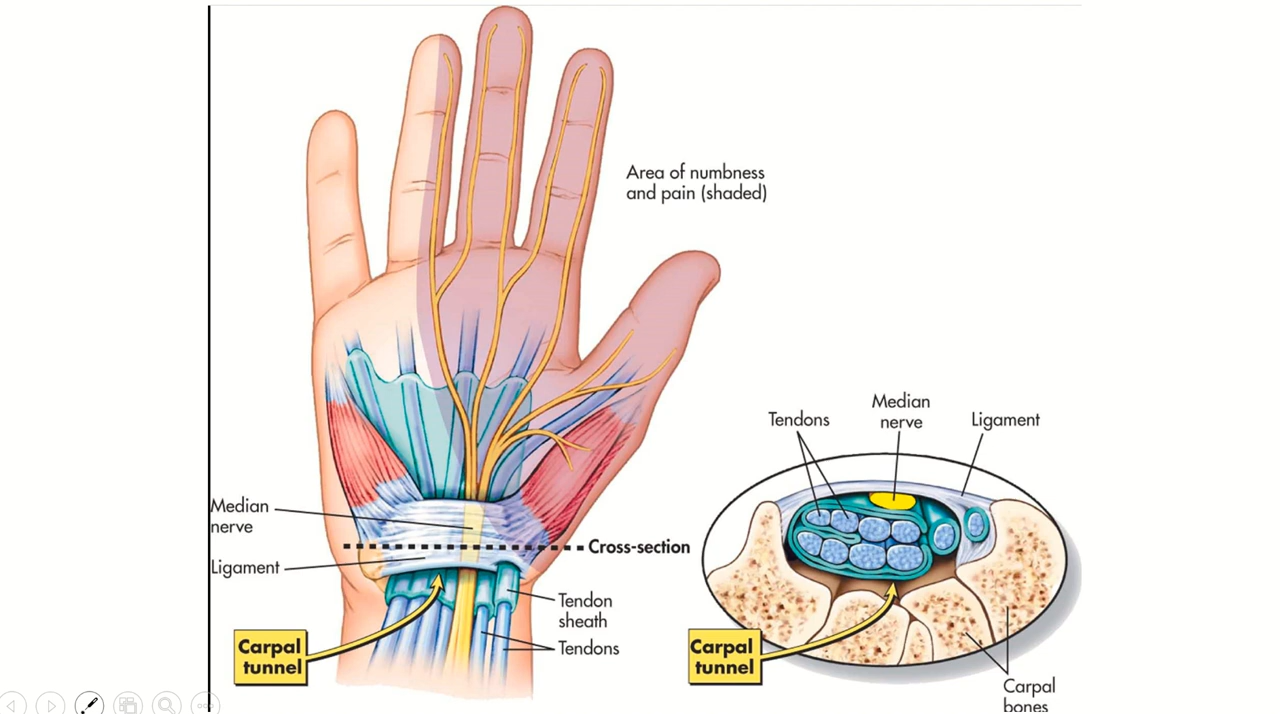 Area of numbness
and pain (shaded)
Median
nerve
Ligament
Cross-section
Tendon
sheath
Tendons
Carpal
tunnel
Tendons
Median
nerve
Ligament
Carpal
tunnel
Carpal
bones